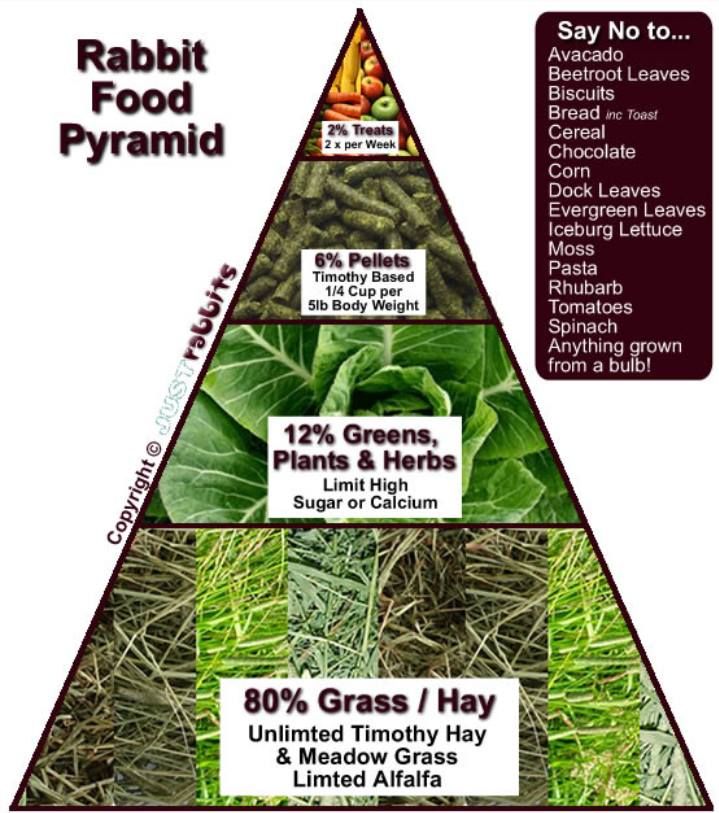 Rabbit
Food
Pyramid
Say No to...
Avacado
Beetroot Leaves
Biscuits
Bread inc Toast
Cereal
Chocolate
Corn
Dock Leaves
Evergreen Leaves
Iceburg Lettuce
Moss
Pasta
Rhubarb
Tomatoes
Spinach
Anything grown
from a bulb!
2% Treats
2 x per Week
6% Pellets
Timothy Based
1/4 Cup per
5lb Body Weight
Copyright © JUSTrabbits
12% Greens,
Plants & Herbs
Limit High
Sugar or Calcium
80% Grass / Hay
Unlimted Timothy Hay
& Meadow Grass
Limted Alfalfa